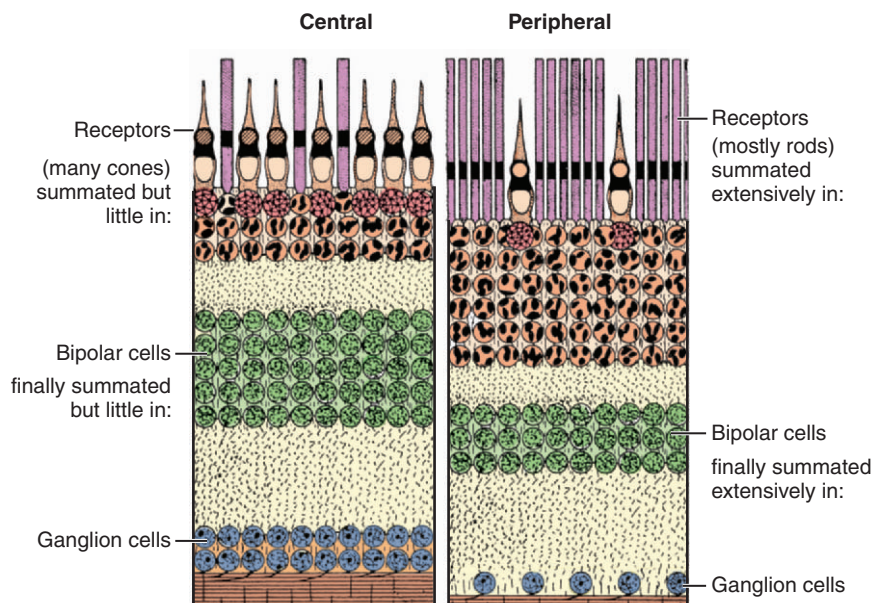 Central
Peripheral
Receptors
(many cones)
summated but
little in:
Bipolar cells
finally summated
but little in:
Ganglion cells
Receptors
(mostly rods)
summated
extensively in:
Bipolar cells
finally summated
extensively in:
Ganglion cells